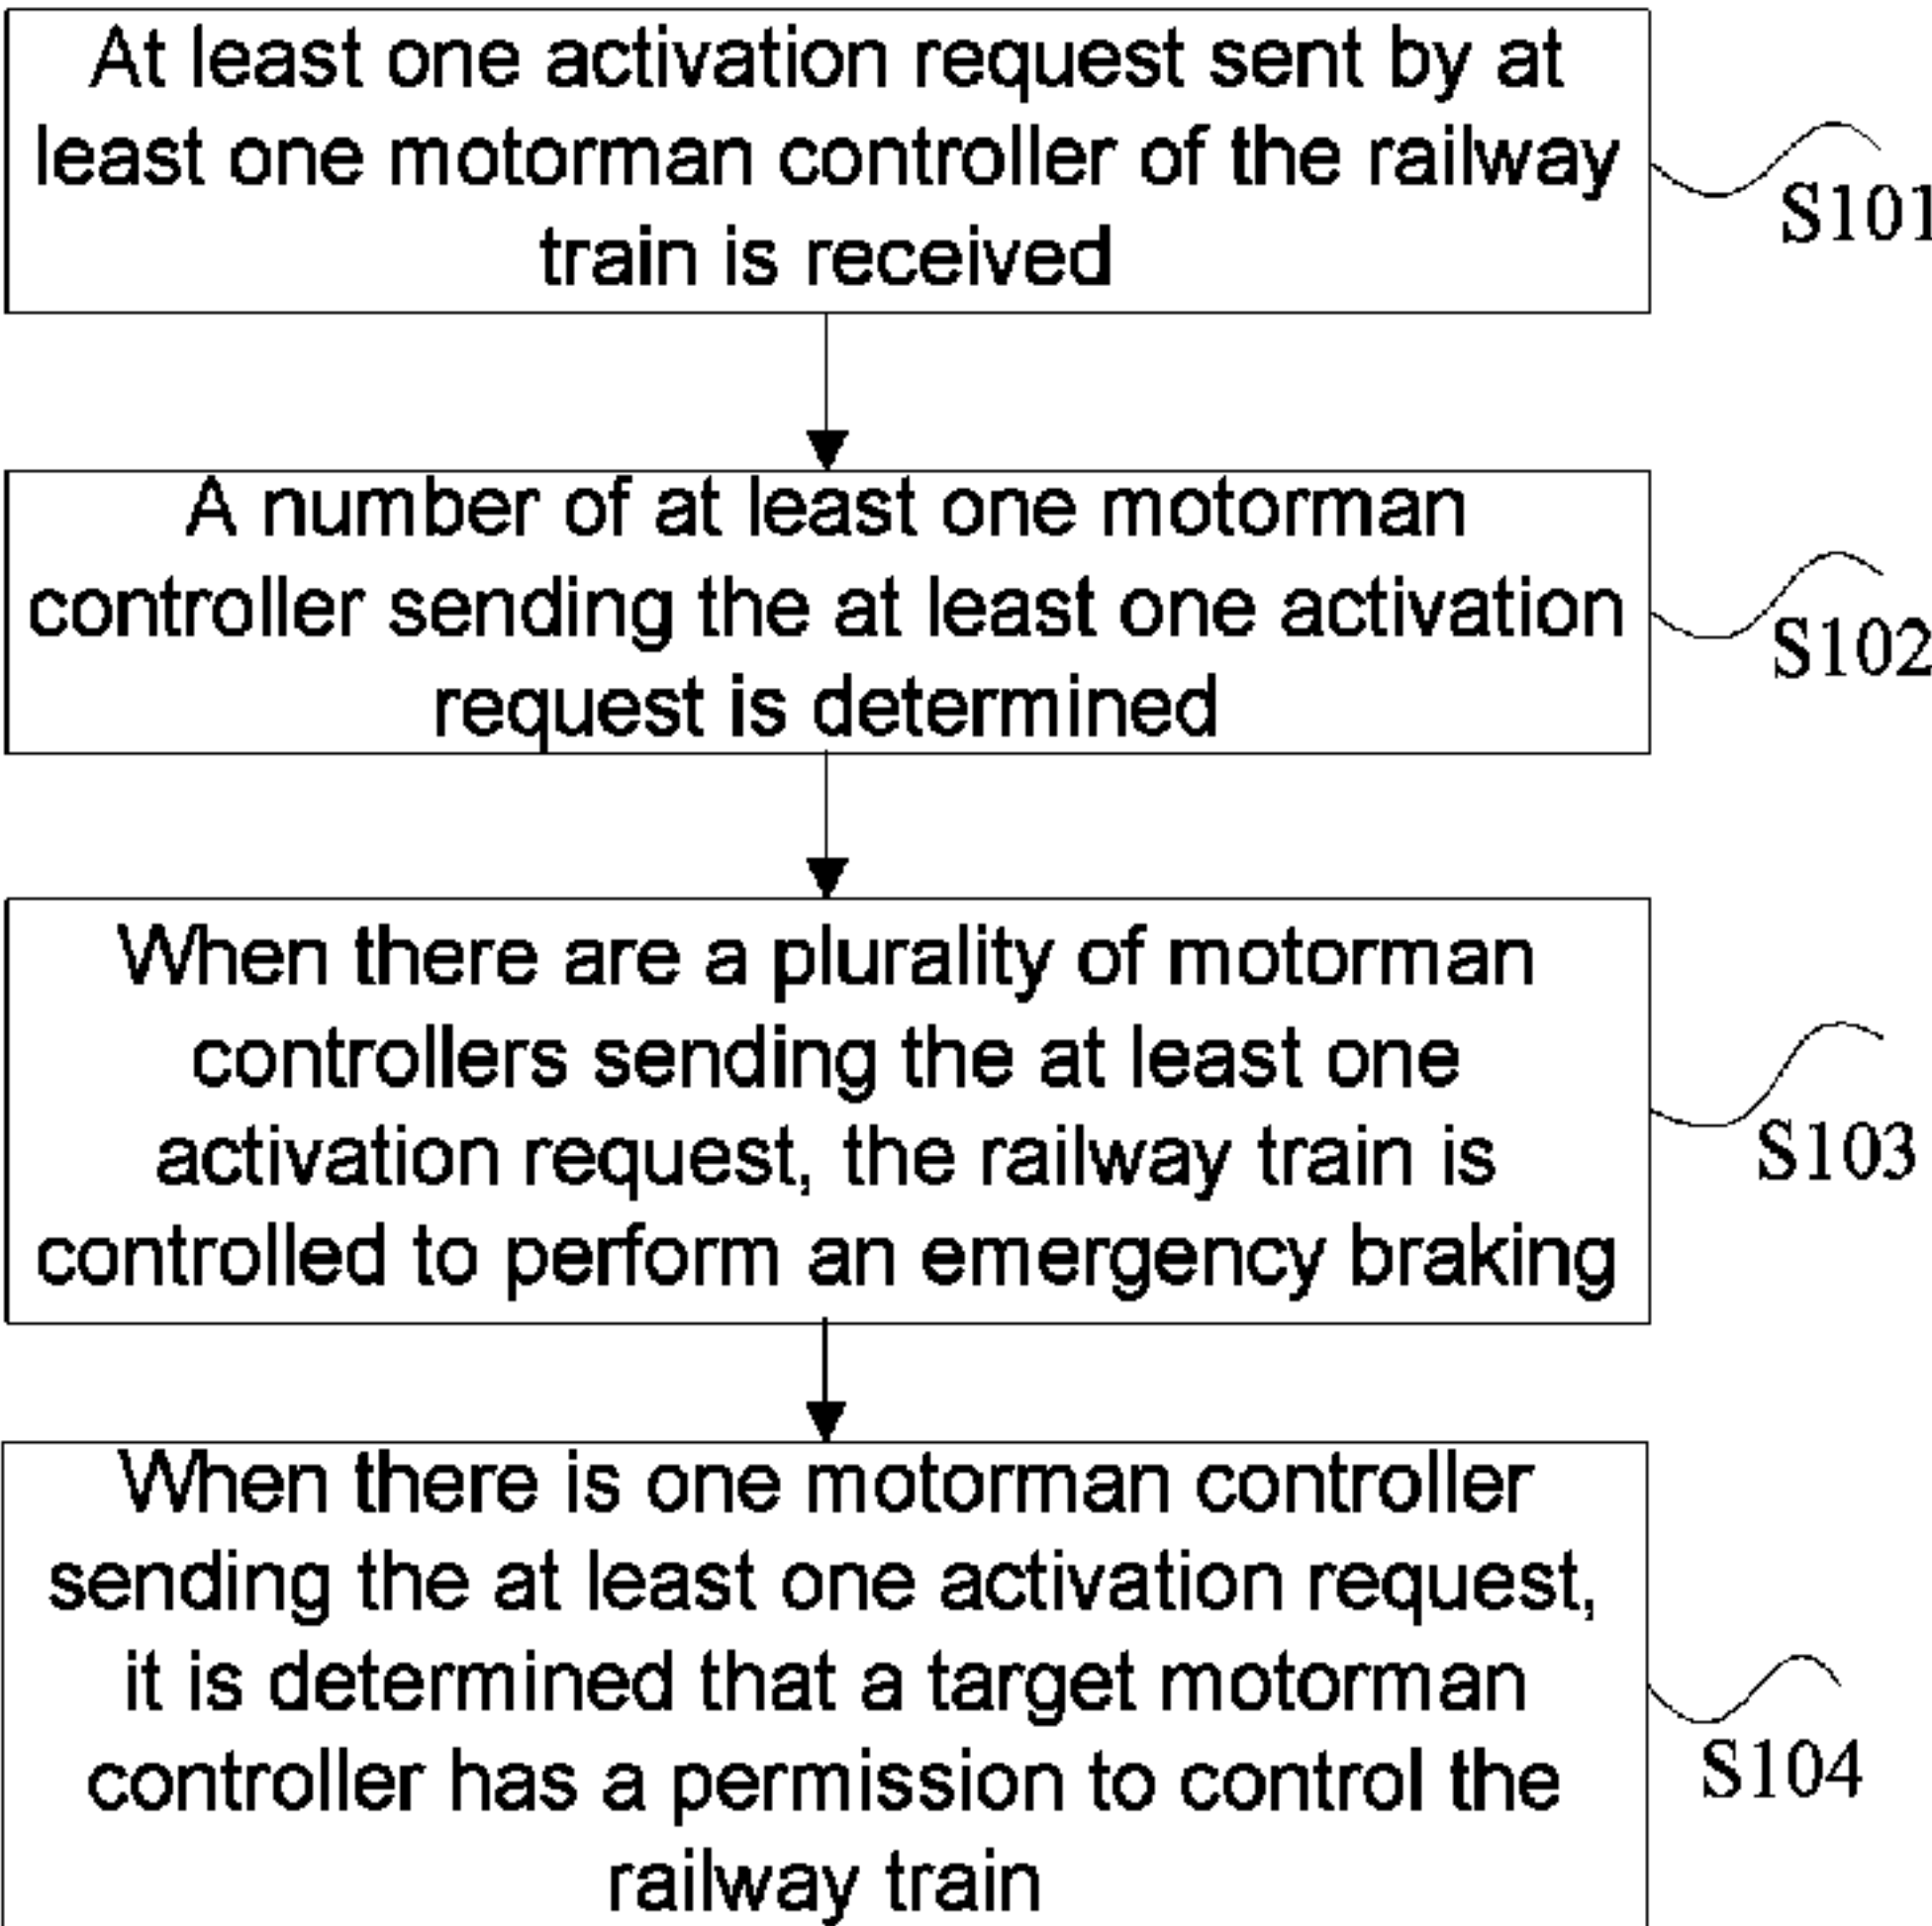 At least one activation request sent by at
least one motorman controller of the railway
train is received
S101
A number of at least one motorman
controller sending the at least one activation
request is determined
S102
When there are a plurality of motorman
controllers sending the at least one
activation request, the railway train is
controlled to perform an emergency braking
S103
When there is one motorman controller
sending the at least one activation request,
it is determined that a target motorman
controller has a permission to control the
railway train
S104